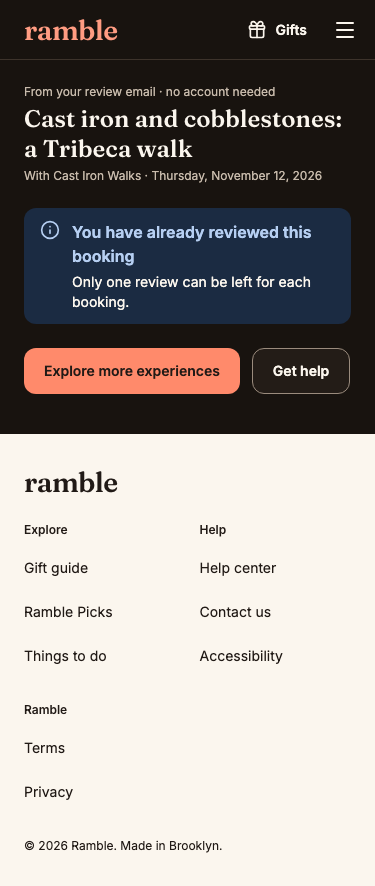 ramble
Gifts
From your review email · no account needed
Cast iron and cobblestones:
a Tribeca walk
With Cast Iron Walks · Thursday, November 12, 2026
You have already reviewed this
booking
Only one review can be left for each
booking.
Explore more experiences
Get help
ramble
Explore
Gift guide
Ramble Picks
Things to do
Help
Help center
Contact us
Accessibility
Ramble
Terms
Privacy
© 2026 Ramble. Made in Brooklyn.